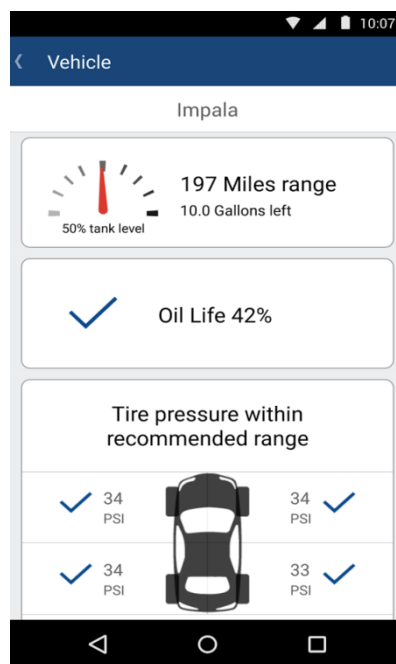 10:07
Vehicle
Impala
197 Miles range
10.0 Gallons left
50% tank level
Oil Life 42%
Tire pressure within
recommended range
34
PSI
34
PSI
34
PSI
33
PSI